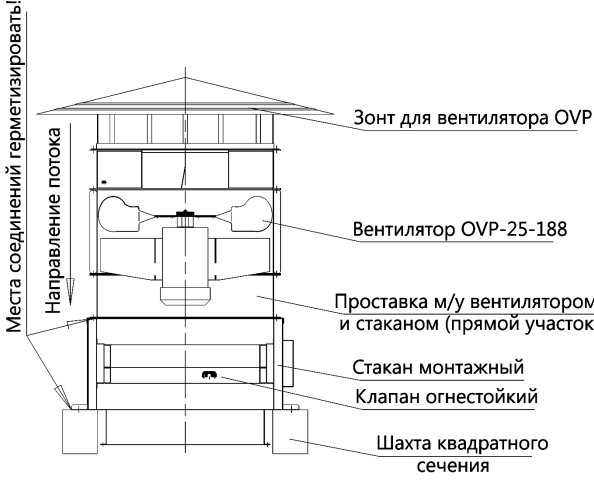 Места соединений герметизировать!
Направление потока
Зонт для вентилятора OVP
Вентилятор OVP-25-188
Проставка м/у вентилятором
и стаканом (прямой участок
Стакан монтажный
Клапан огнестойкий
Шахта квадратного
сечения